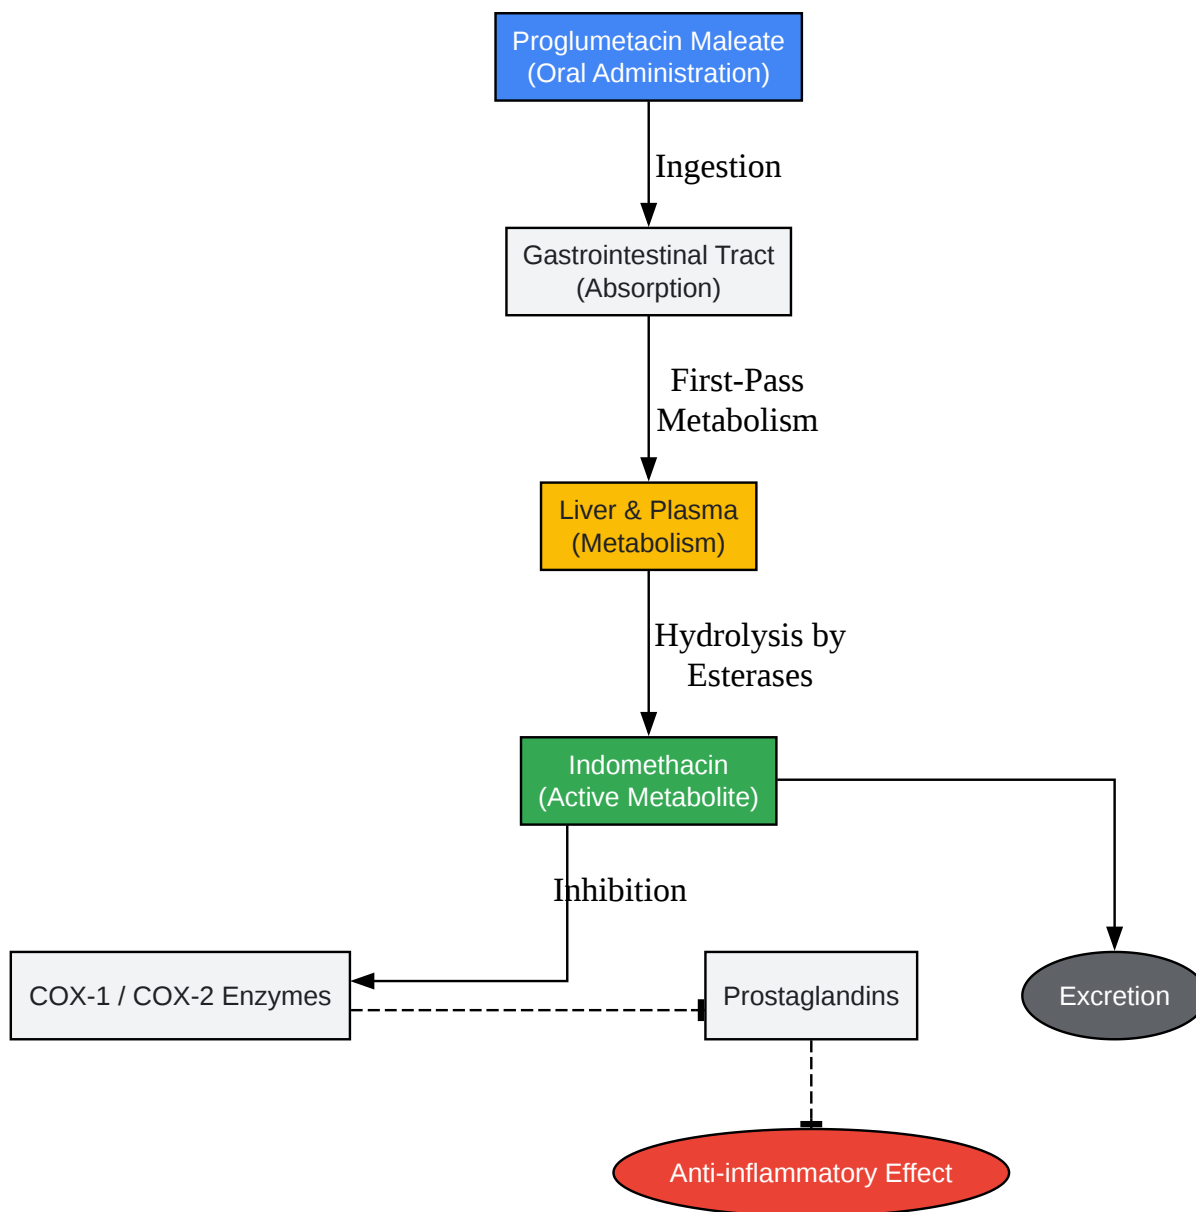 Proglumetacin Maleate
(Oral Administration)
Ingestion
Gastrointestinal Tract
(Absorption)
First-Pass
Metabolism
Liver & Plasma
(Metabolism)
Hydrolysis by
Esterases
Indomethacin
(Active Metabolite)
Inhibition
COX-1 / COX-2 Enzymes
Prostaglandins
Excretion
Anti-inflammatory Effect